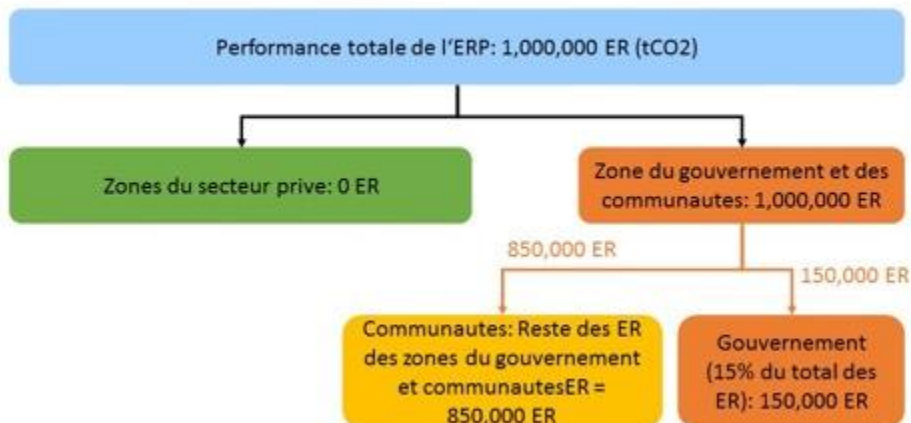 Performance totale de l'ERP: 1,000,000 ER (tCO2)
Zones du secteur prive: 0 ER
Zone du gouvernement et des
communautes: 1,000,000 ER
850,000 ER
150,000 ER
Communautes: Reste des ER
des zones du gouvernement
et communautesER =
850,000 ER
Gouvernement
(15% du total des
ER): 150,000 ER